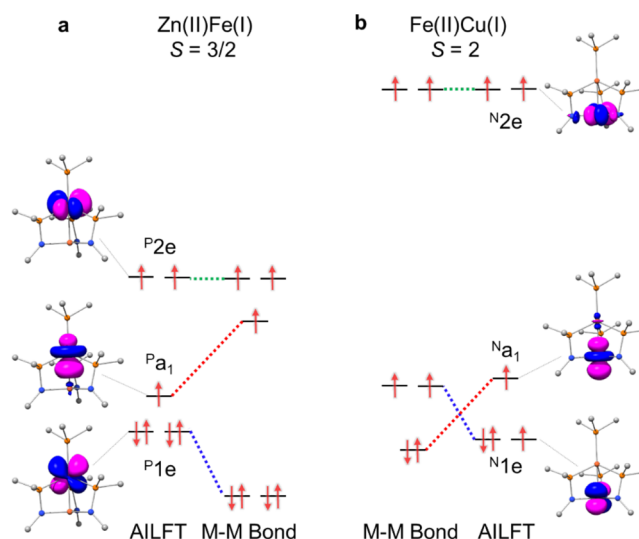 a
Zn(II)Fe(I)
S = 3/2
b
Fe(II)Cu(I)
S = 2
N2e
P2e
Pa1
Na1
P1e
N1e
AILFT M-M Bond
M-M Bond AILFT